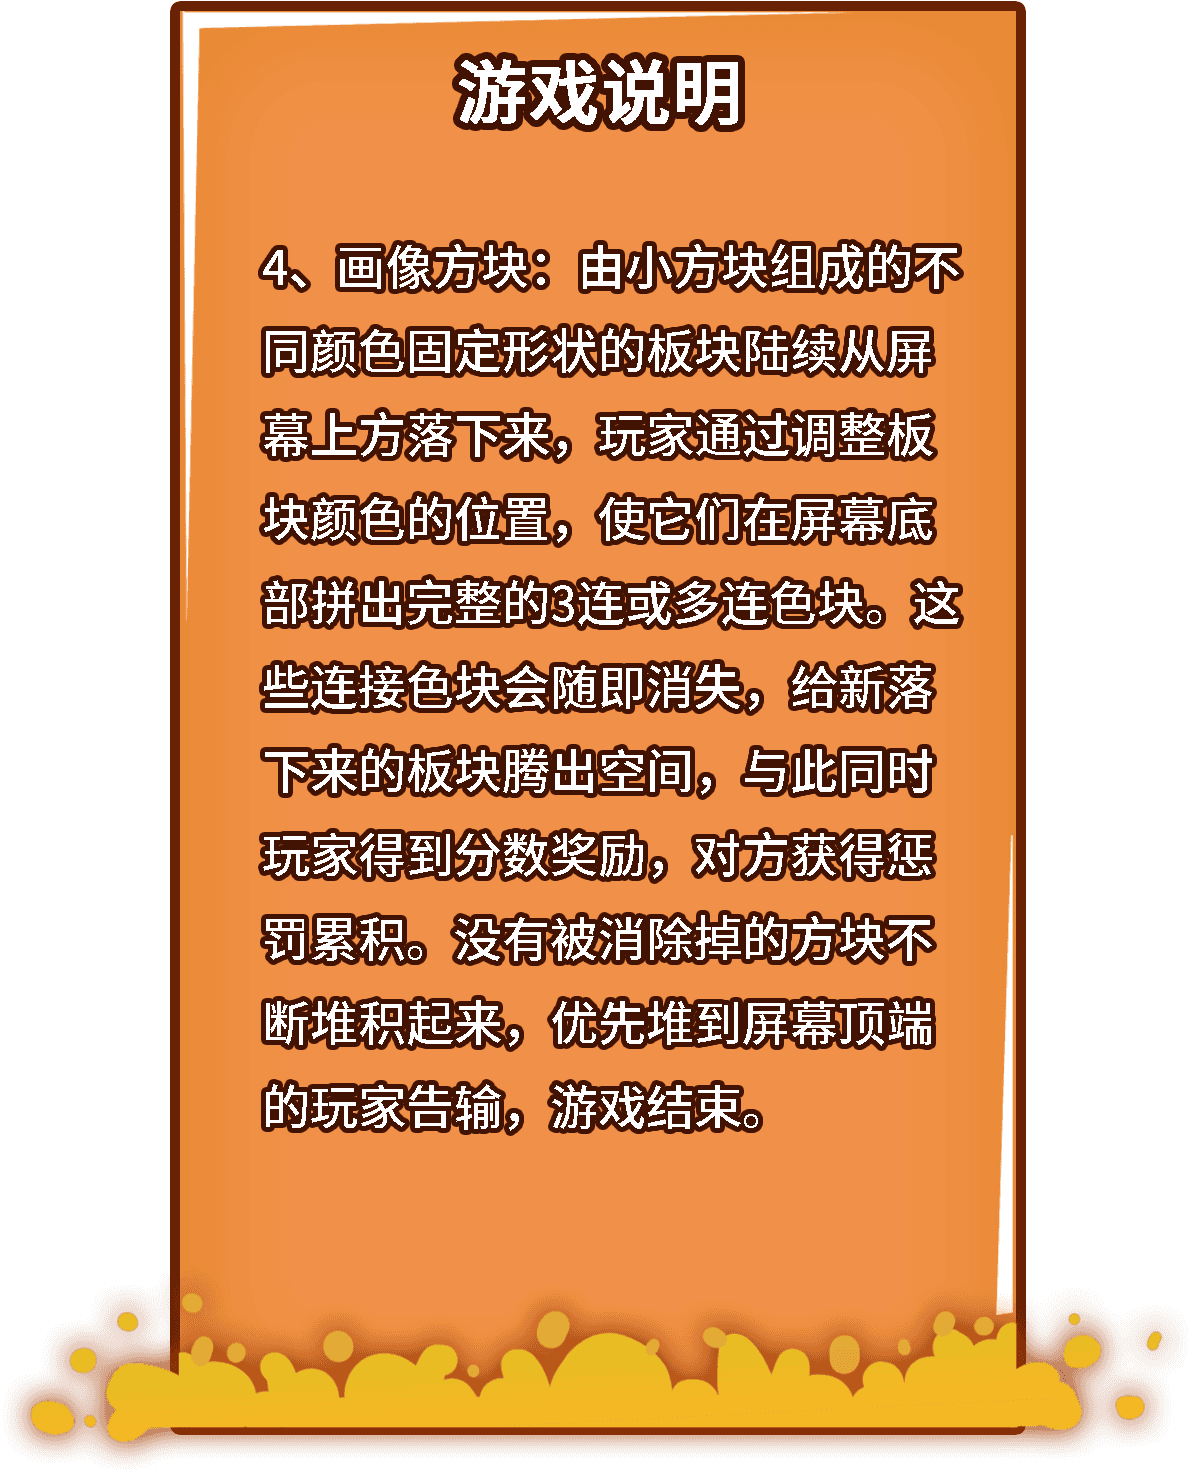 游戏说明
4、画像方块：由小方块组成的不
同颜色固定形状的板块陆续从屏
幕上方落下来，玩家通过调整板
块颜色的位置，使它们在屏幕底
部拼出完整的3连或多连色块。这
些连接色块会随即消失，给新落
下来的板块腾出空间，与此同时
玩家得到分数奖励，对方获得惩
罚累积。没有被消除掉的方块不
断堆积起来，优先堆到屏幕顶端
的玩家告输，游戏结束。